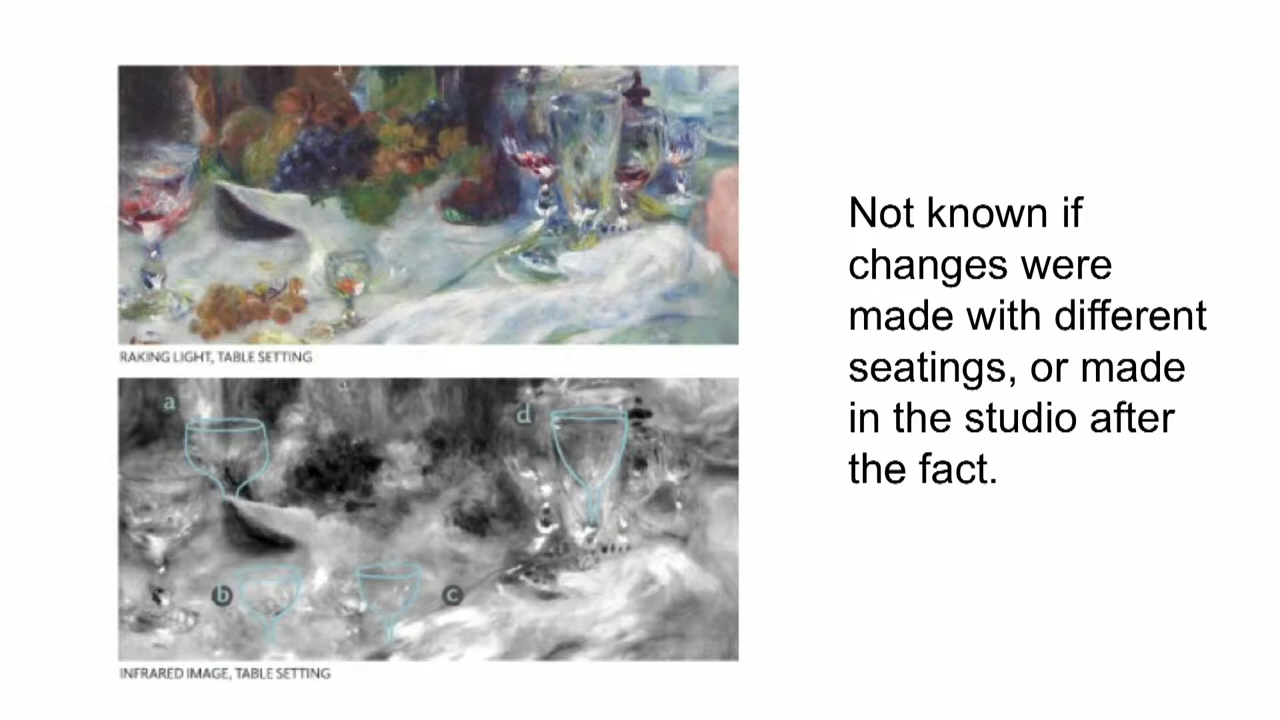 RAKING LIGHT, TABLE SETTING
a
d
b
c
INFRARED IMAGE, TABLE SETTING
Not known if
changes were
made with different
seatings, or made
in the studio after
the fact.